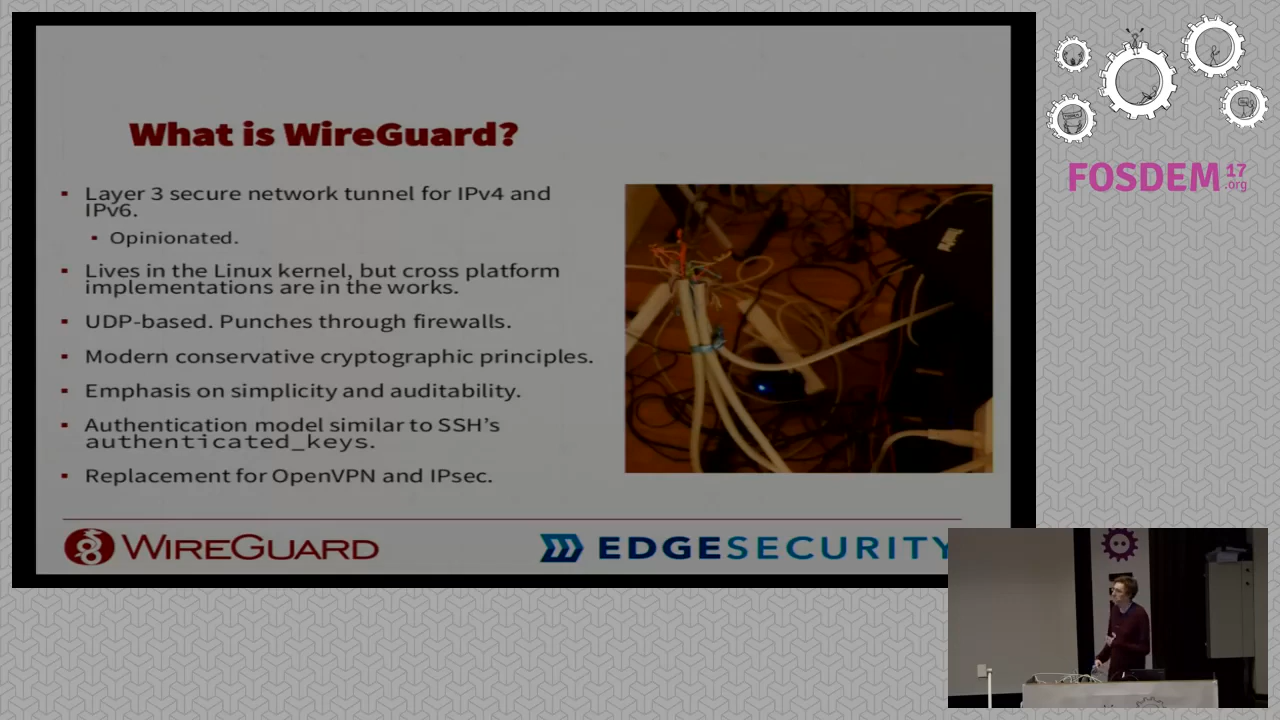 What is WireGuard?
Layer 3 secure network tunnel for IPv4 and
IPv6.
Opinionated.
Lives in the Linux kernel, but cross platform
implementations are in the works.
UDP-based. Punches through firewalls.
Modern conservative cryptographic principles.
Emphasis on simplicity and auditability.
Authentication model similar to SSH's
authenticated_keys.
Replacement for OpenVPN and IPsec.
WIREGUARD
EDGESECURITY
FOSDEM 17
.org